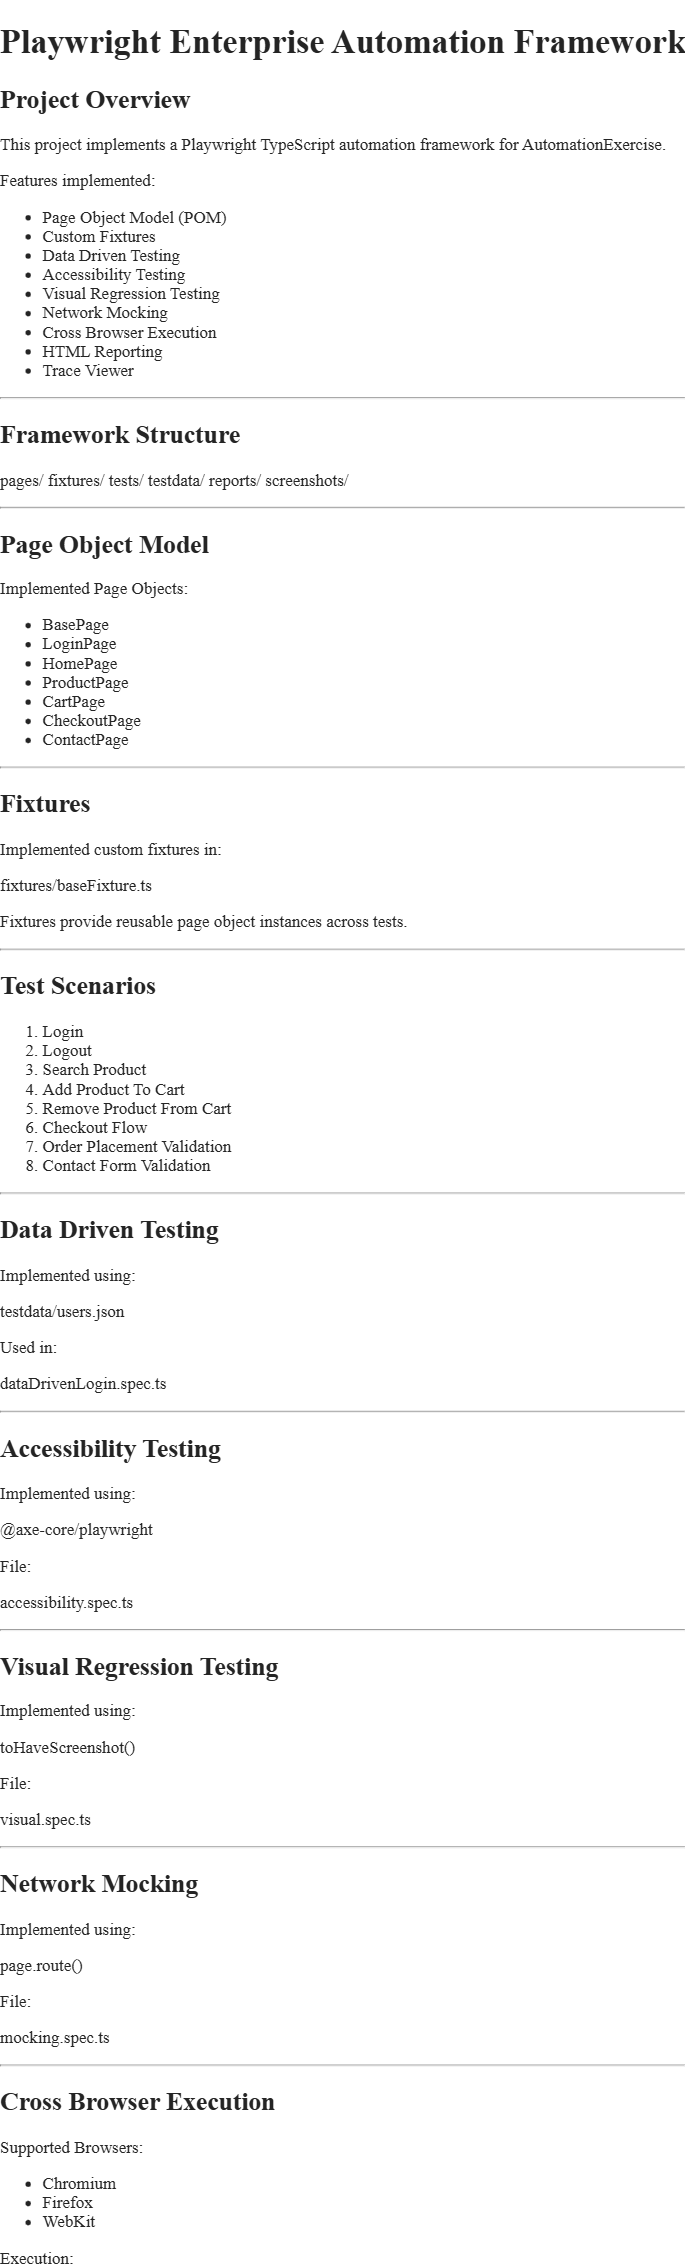 Playwright Enterprise Automation Framework
Project Overview
This project implements a Playwright TypeScript automation framework for AutomationExercise.
Features implemented:
• Page Object Model (POM)
• Custom Fixtures
• Data Driven Testing
• Accessibility Testing
• Visual Regression Testing
• Network Mocking
• Cross Browser Execution
• HTML Reporting
• Trace Viewer
Framework Structure
pages/ fixtures/ tests/ testdata/ reports/ screenshots/
Page Object Model
Implemented Page Objects:
• BasePage
• LoginPage
• HomePage
• ProductPage
• CartPage
• CheckoutPage
• ContactPage
Fixtures
Implemented custom fixtures in:
fixtures/baseFixture.ts
Fixtures provide reusable page object instances across tests.
Test Scenarios
1. Login
2. Logout
3. Search Product
4. Add Product To Cart
5. Remove Product From Cart
6. Checkout Flow
7. Order Placement Validation
8. Contact Form Validation
Data Driven Testing
Implemented using:
testdata/users.json
Used in:
dataDrivenLogin.spec.ts
Accessibility Testing
Implemented using:
@axe-core/playwright
File:
accessibility.spec.ts
Visual Regression Testing
Implemented using:
toHaveScreenshot()
File:
visual.spec.ts
Network Mocking
Implemented using:
page.route()
File:
mocking.spec.ts
Cross Browser Execution
Supported Browsers:
• Chromium
• Firefox
• WebKit
Execution: